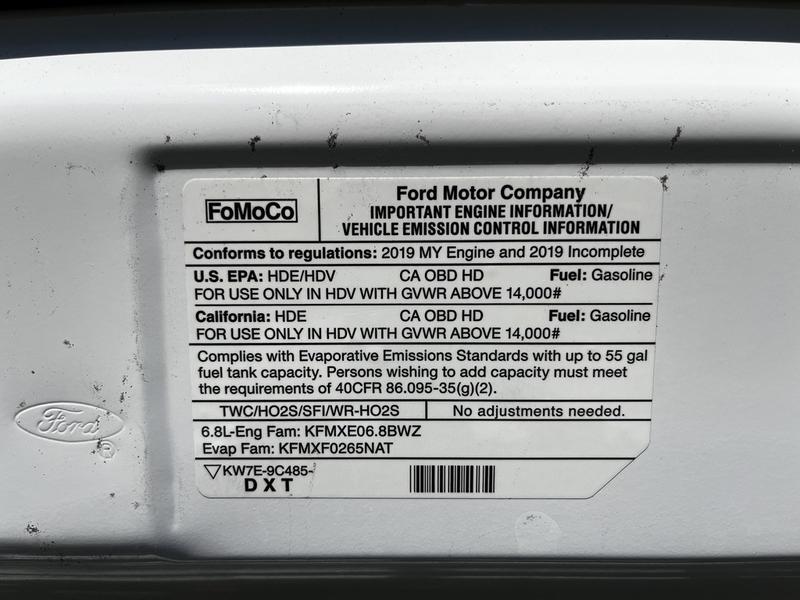 FoMoCo
Ford Motor Company
IMPORTANT ENGINE INFORMATION/
VEHICLE EMISSION CONTROL INFORMATION
Conforms to regulations: 2019 MY Engine and 2019 Incomplete
U.S. EPA: HDE/HDV CA OBD HD Fuel: Gasoline
FOR USE ONLY IN HDV WITH GVWR ABOVE 14,000#
California: HDE CA OBD HD Fuel: Gasoline
FOR USE ONLY IN HDV WITH GVWR ABOVE 14,000#
Complies with Evaporative Emissions Standards with up to 55 gal
fuel tank capacity. Persons wishing to add capacity must meet
the requirements of 40CFR 86.095-35(g)(2).
TWC/HO2S/SFI/WR-HO2S No adjustments needed.
6.8L-Eng Fam: KFMXE06.8BWZ
Evap Fam: KFMXF0265NAT
KW7E-9C485-
DXT
Ford
®